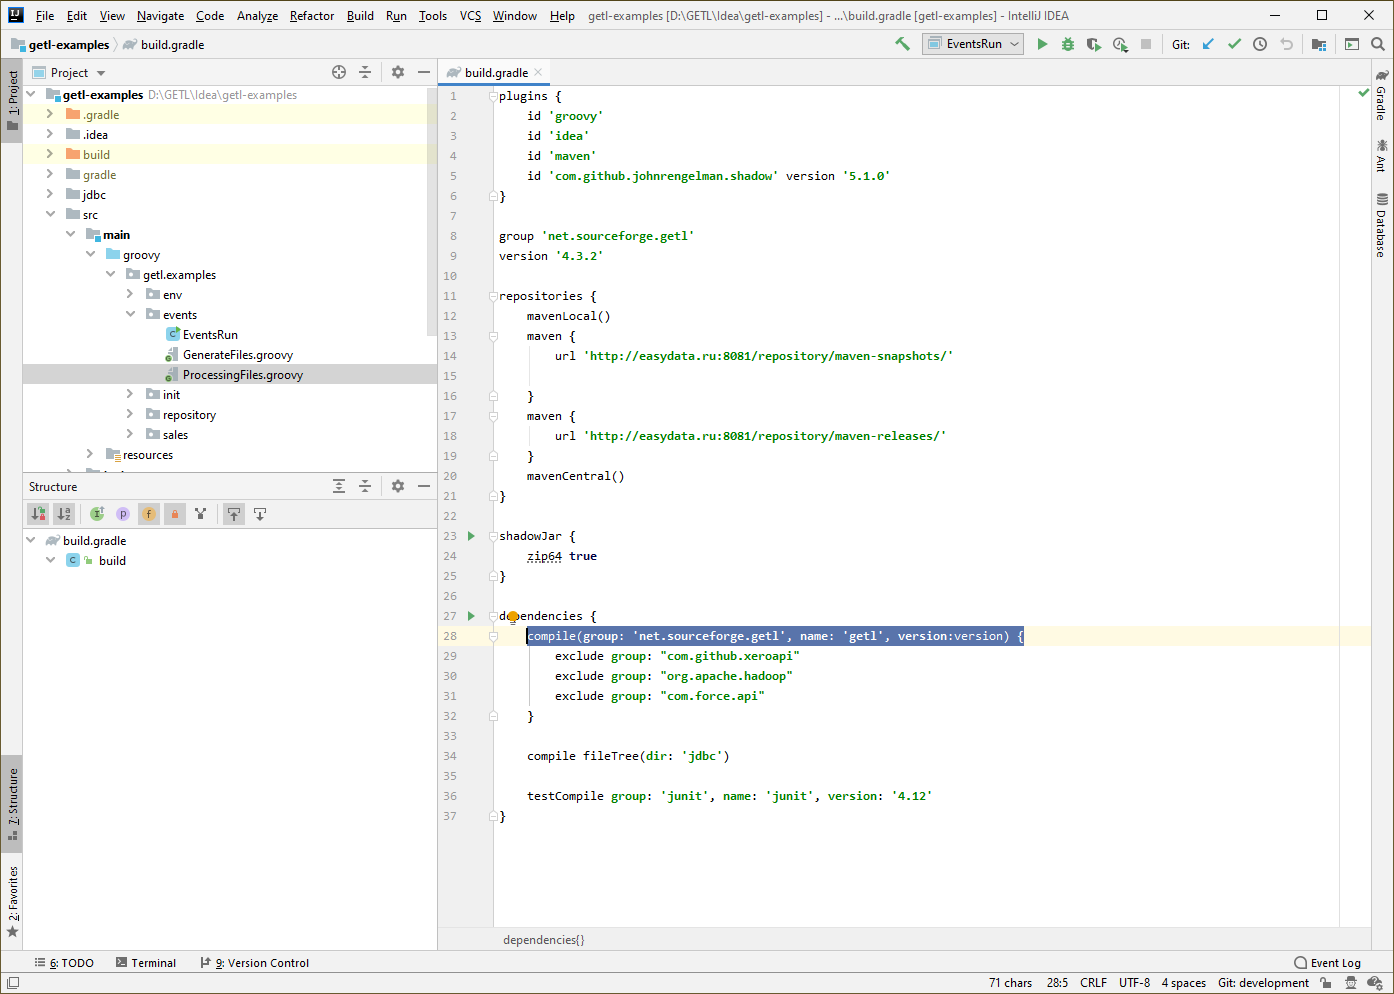 File Edit View Navigate Code Analyze Refactor Build Run Tools VCS Window Help getl-examples [D:\GETL\Idea\getl-examples] - ...\build.gradle [getl-examples] - IntelliJ IDEA
getl-examples build.gradle EventsRun Git:
1: Project
Project
getl-examples D:\GETL\Idea\getl-examples
.gradle
.idea
build
gradle
jdbc
src
main
groovy
getl.examples
env
events
EventsRun
GenerateFiles.groovy
ProcessingFiles.groovy
init
repository
sales
resources
Structure
build.gradle
build
7: Structure
2: Favorites
build.gradle
1 plugins {
2 id 'groovy'
3 id 'idea'
4 id 'maven'
5 id 'com.github.johnrengelman.shadow' version '5.1.0'
6 }
7
8 group 'net.sourceforge.getl'
9 version '4.3.2'
10
11 repositories {
12 mavenLocal()
13 maven {
14 url 'http://easydata.ru:8081/repository/maven-snapshots/'
15
16 }
17 maven {
18 url 'http://easydata.ru:8081/repository/maven-releases/'
19 }
20 mavenCentral()
21 }
22
23 shadowJar {
24 zip64 true
25 }
26
27 dependencies {
28 compile(group: 'net.sourceforge.getl', name: 'getl', version:version) {
29 exclude group: "com.github.xeroapi"
30 exclude group: "org.apache.hadoop"
31 exclude group: "com.force.api"
32 }
33
34 compile fileTree(dir: 'jdbc')
35
36 testCompile group: 'junit', name: 'junit', version: '4.12'
37 }
dependencies{}
Gradle
Ant
Database
6: TODO Terminal 9: Version Control Event Log
71 chars 28:5 CRLF UTF-8 4 spaces Git: development